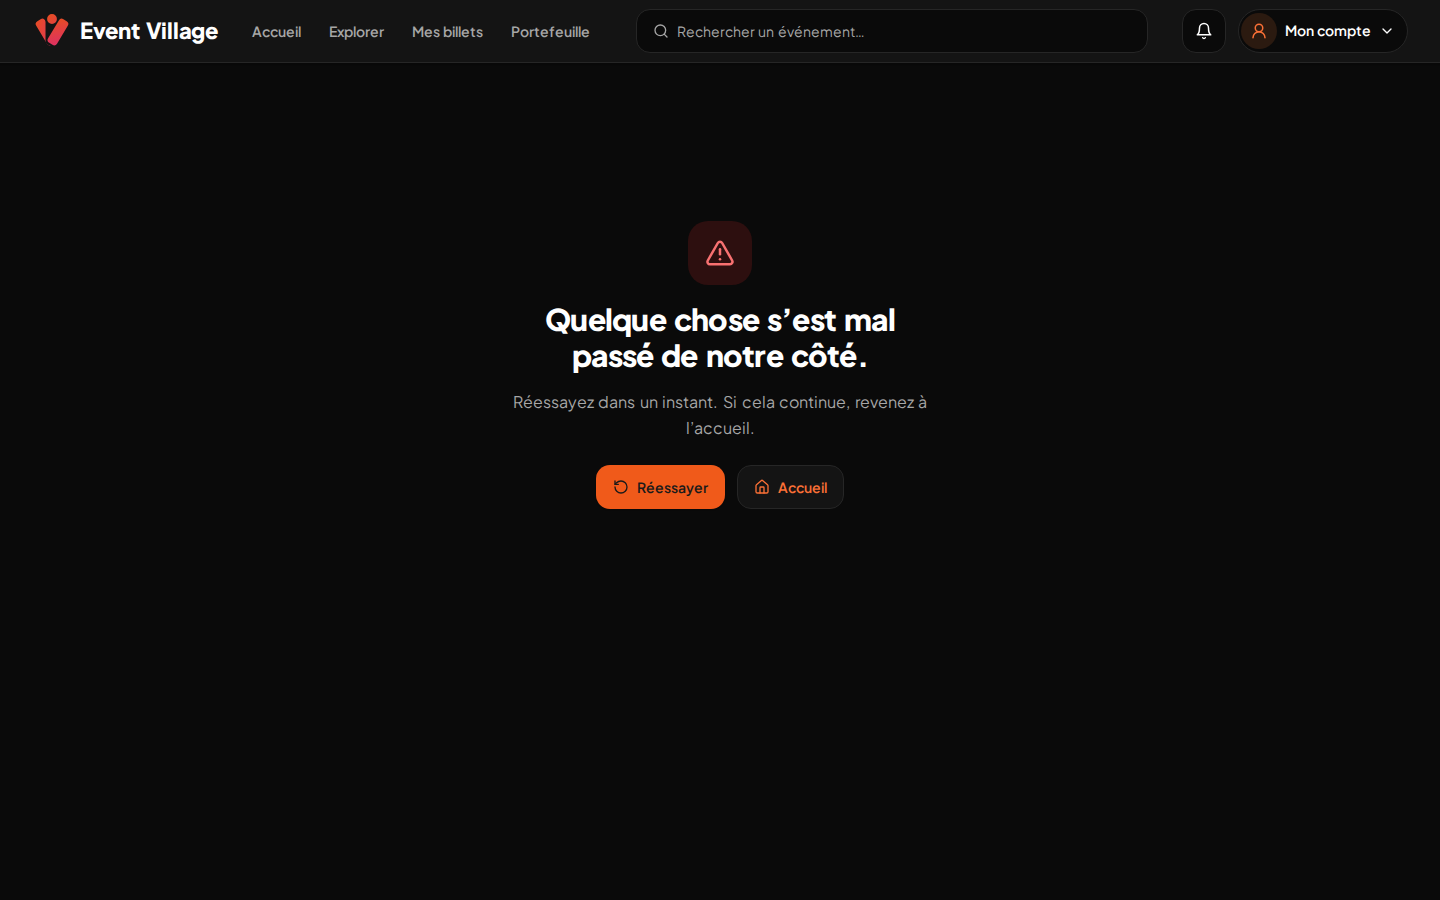 Event Village
Accueil
Explorer
Mes billets
Portefeuille
Rechercher un événement…
Mon compte
Quelque chose s’est mal
passé de notre côté.
Réessayez dans un instant. Si cela continue, revenez à
l’accueil.
Réessayer
Accueil